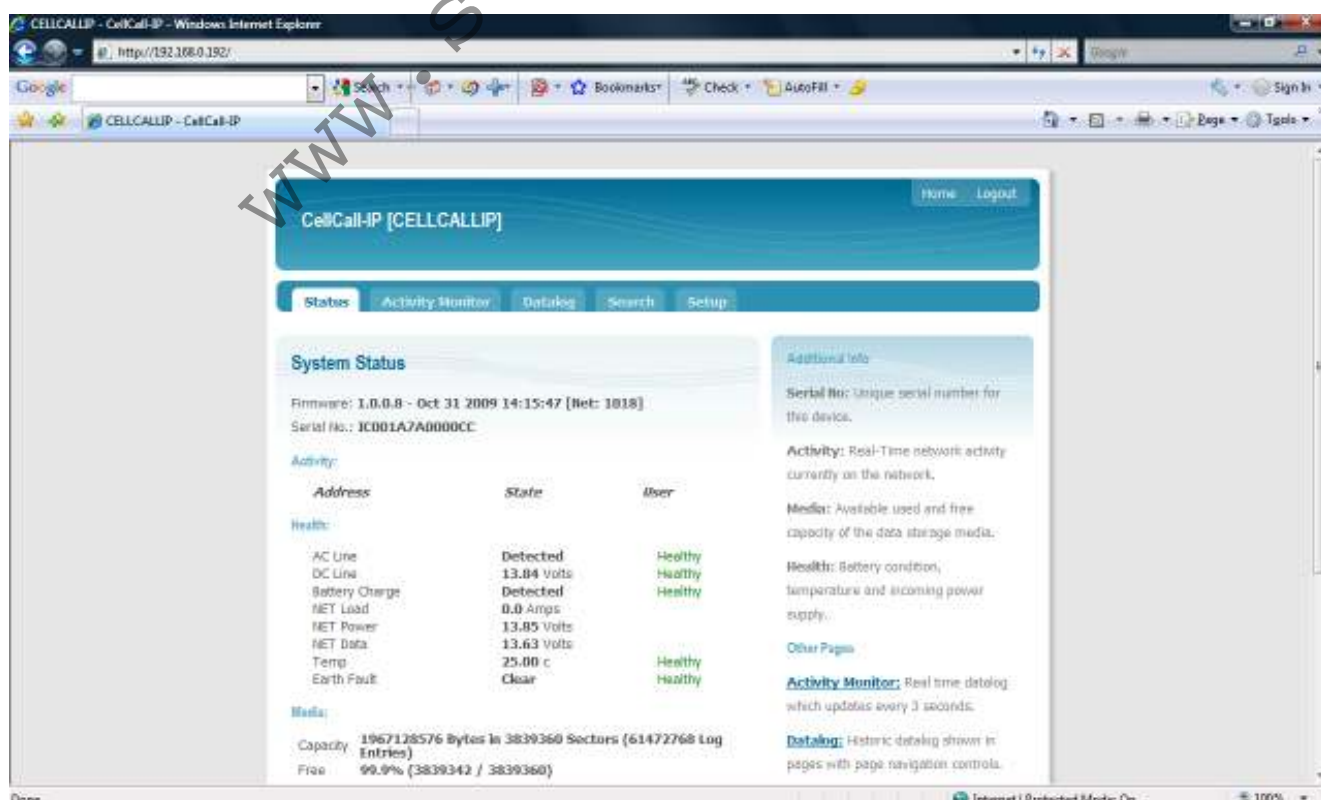 CELLCALLIP - CellCall-IP - Windows Internet Explorer
http://192.168.0.192/
Google
Google
Search
Bookmarks
Check
AutoFill
Sign In
CELLCALLIP - CellCall-IP
Page
Tools
www.s
Home Logout
CellCall-IP [CELLCALLIP]
Status Activity Monitor Datalog Search Setup
System Status
Firmware: 1.0.0.8 - Oct 31 2009 14:15:47 [Net: 1018]
Serial No.: IC001A7A0000CC
Activity:
Address State User
Health:
AC Line Detected Healthy
DC Line 13.84 Volts Healthy
Battery Charge Detected Healthy
NET Load 0.0 Amps
NET Power 13.85 Volts
NET Data 13.63 Volts
Temp 25.00 c Healthy
Earth Fault Clear Healthy
Media:
Capacity 1967128576 Bytes in 3839360 Sectors (61472768 Log
Entries)
Free 99.9% (3839342 / 3839360)
Additional Info
Serial No: Unique serial number for
this device.
Activity: Real-Time network activity
currently on the network.
Media: Available used and free
capacity of the data storage media.
Health: Battery condition,
temperature and incoming power
supply.
Other Pages
Activity Monitor: Real time datalog
which updates every 3 seconds.
Datalog: Historic datalog shown in
pages with page navigation controls.
Done
Internet | Protected Mode: On
100%